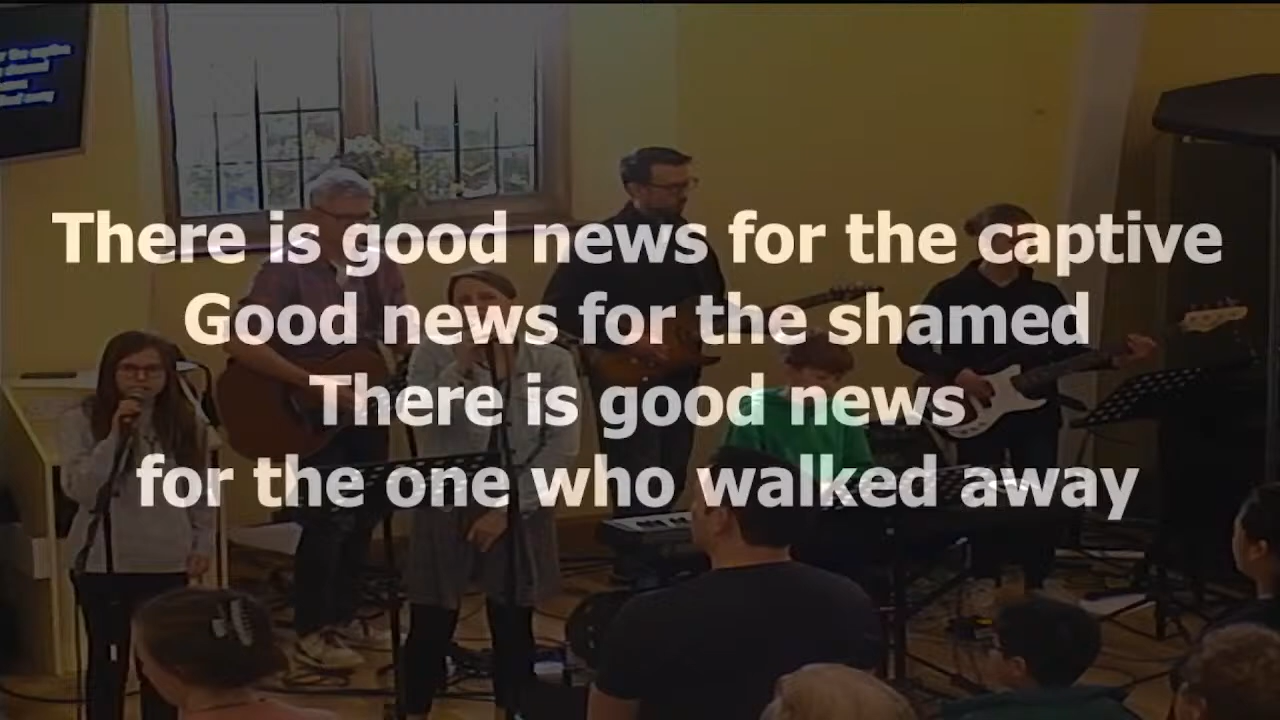 There is good news for the captive
Good news for the shamed
There is good news
for the one who walked away